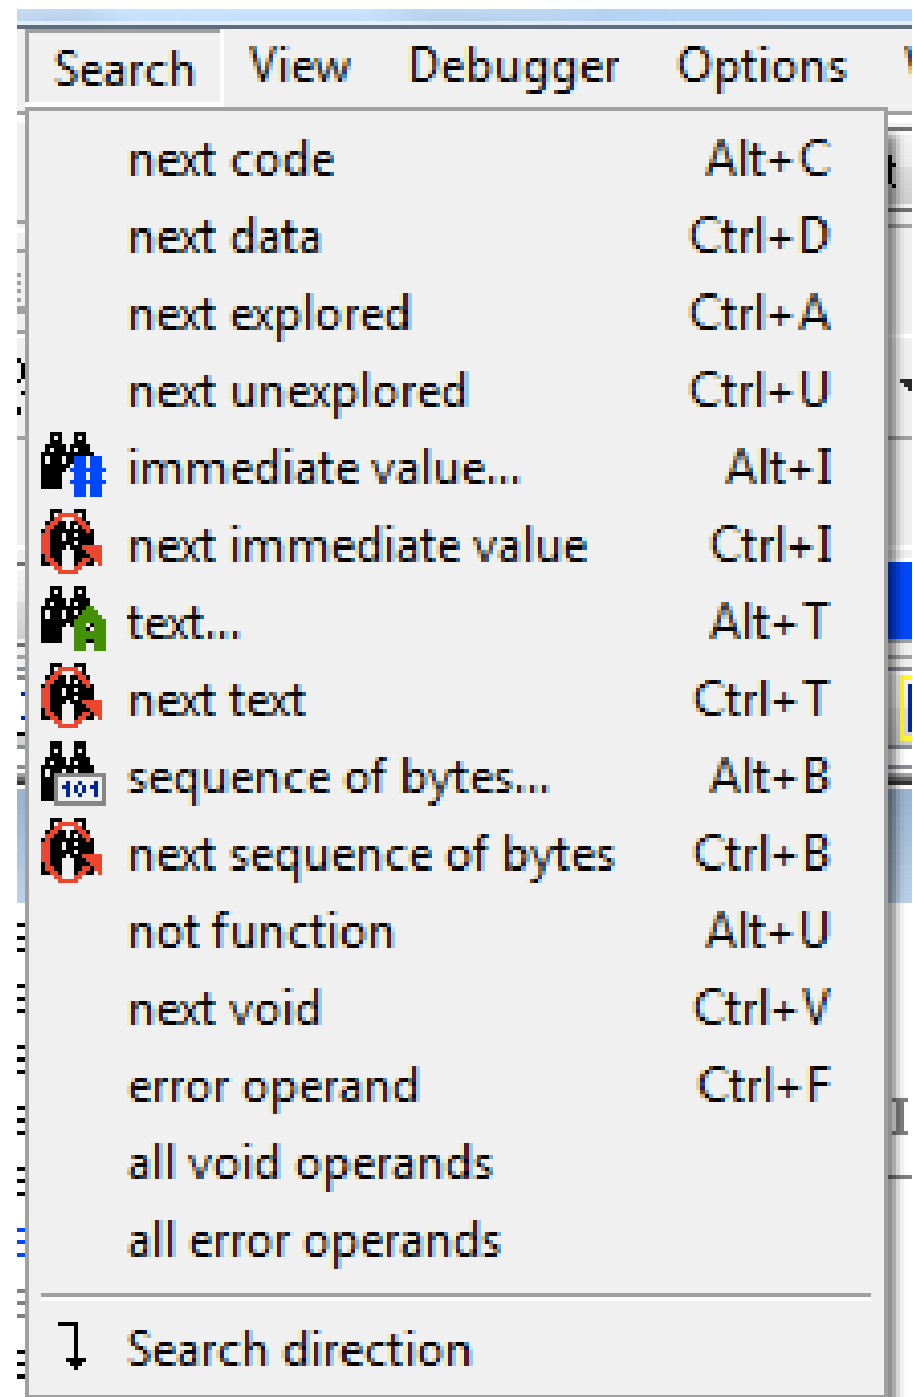 Search View Debugger Options
next code Alt+C
next data Ctrl+D
next explored Ctrl+A
next unexplored Ctrl+U
immediate value... Alt+I
next immediate value Ctrl+I
text... Alt+T
next text Ctrl+T
101 sequence of bytes... Alt+B
next sequence of bytes Ctrl+B
not function Alt+U
next void Ctrl+V
error operand Ctrl+F
all void operands
all error operands
Search direction